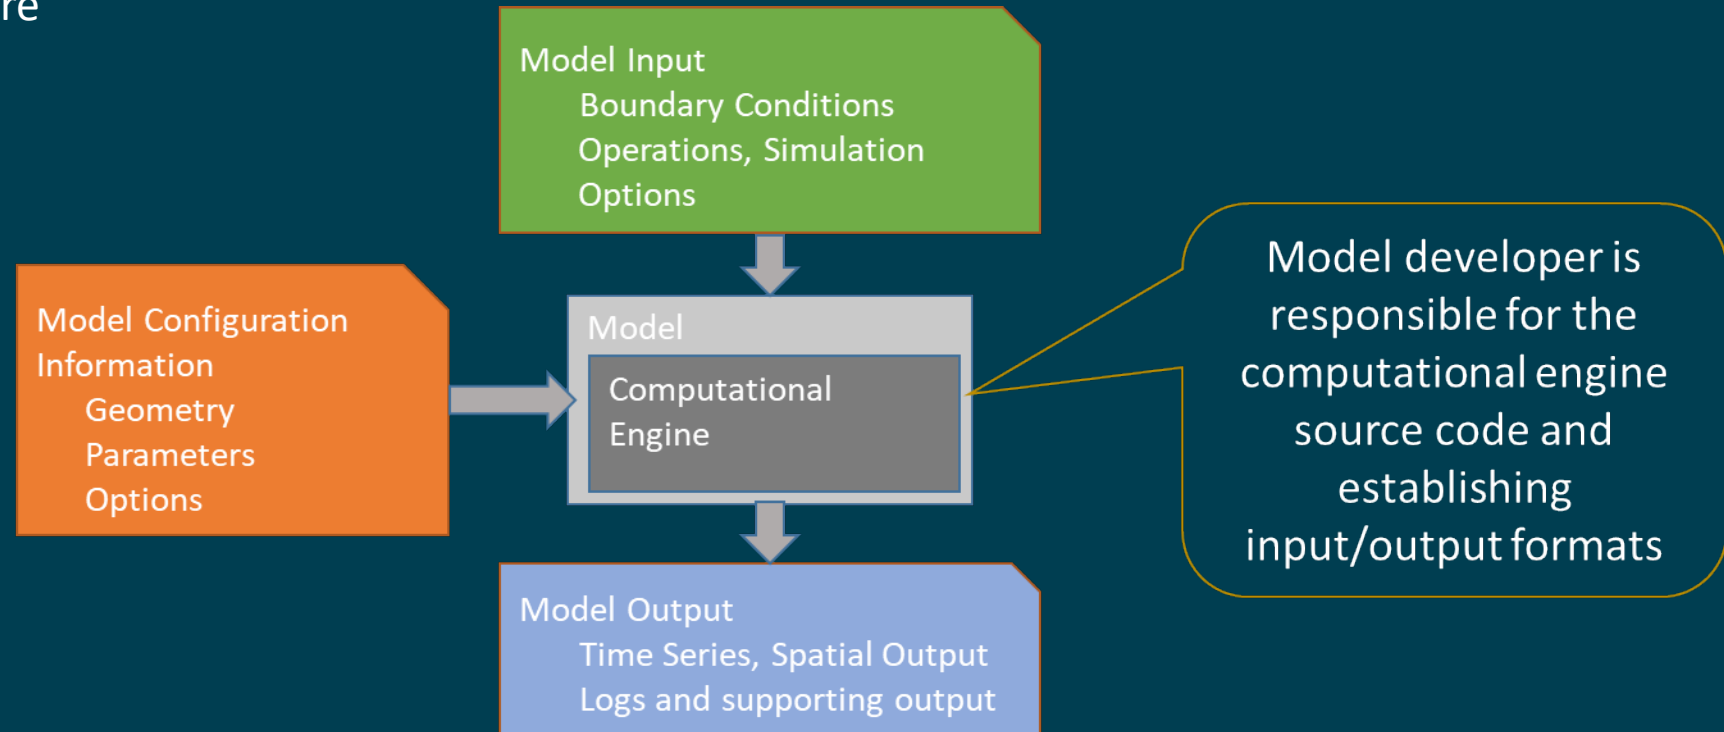 Model Input
Boundary Conditions
Operations, Simulation
Options
Model Configuration
Information
Geometry
Parameters
Options
Model
Computational
Engine
Model developer is
responsible for the
computational engine
source code and
establishing
input/output formats
Model Output
Time Series, Spatial Output
Logs and supporting output